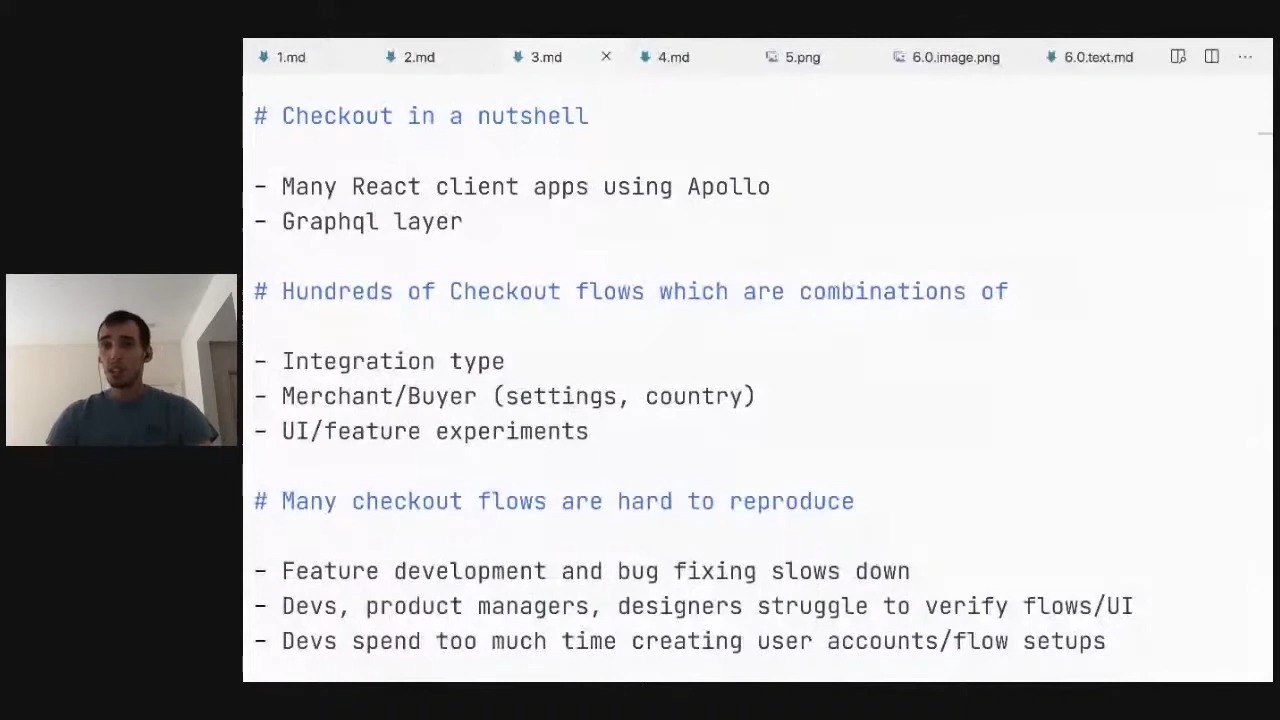 1.md 2.md 3.md 4.md 5.png 6.0.image.png 6.0.text.md
# Checkout in a nutshell
- Many React client apps using Apollo
- Graphql layer
# Hundreds of Checkout flows which are combinations of
- Integration type
- Merchant/Buyer (settings, country)
- UI/feature experiments
# Many checkout flows are hard to reproduce
- Feature development and bug fixing slows down
- Devs, product managers, designers struggle to verify flows/UI
- Devs spend too much time creating user accounts/flow setups